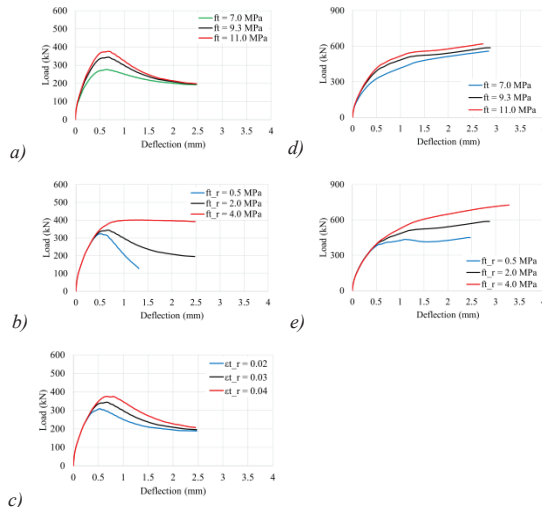 600
500
400
300
200
100
0
Load (kN)
ft = 7.0 MPa
ft = 9.3 MPa
ft = 11.0 MPa
0 0.5 1 1.5 2 2.5 3 3.5 4
Deflection (mm)
a)
900
600
300
0
Load (kN)
ft = 7.0 MPa
ft = 9.3 MPa
ft = 11.0 MPa
0 0.5 1 1.5 2 2.5 3 3.5 4
Deflection (mm)
d)
600
500
400
300
200
100
0
Load (kN)
ft_r = 0.5 MPa
ft_r = 2.0 MPa
ft_r = 4.0 MPa
0 0.5 1 1.5 2 2.5 3 3.5 4
Deflection (mm)
b)
900
600
300
0
Load (kN)
ft_r = 0.5 MPa
ft_r = 2.0 MPa
ft_r = 4.0 MPa
0 0.5 1 1.5 2 2.5 3 3.5 4
Deflection (mm)
e)
600
500
400
300
200
100
0
Load (kN)
εt_r = 0.02
εt_r = 0.03
εt_r = 0.04
0 0.5 1 1.5 2 2.5 3 3.5 4
Deflection (mm)
c)